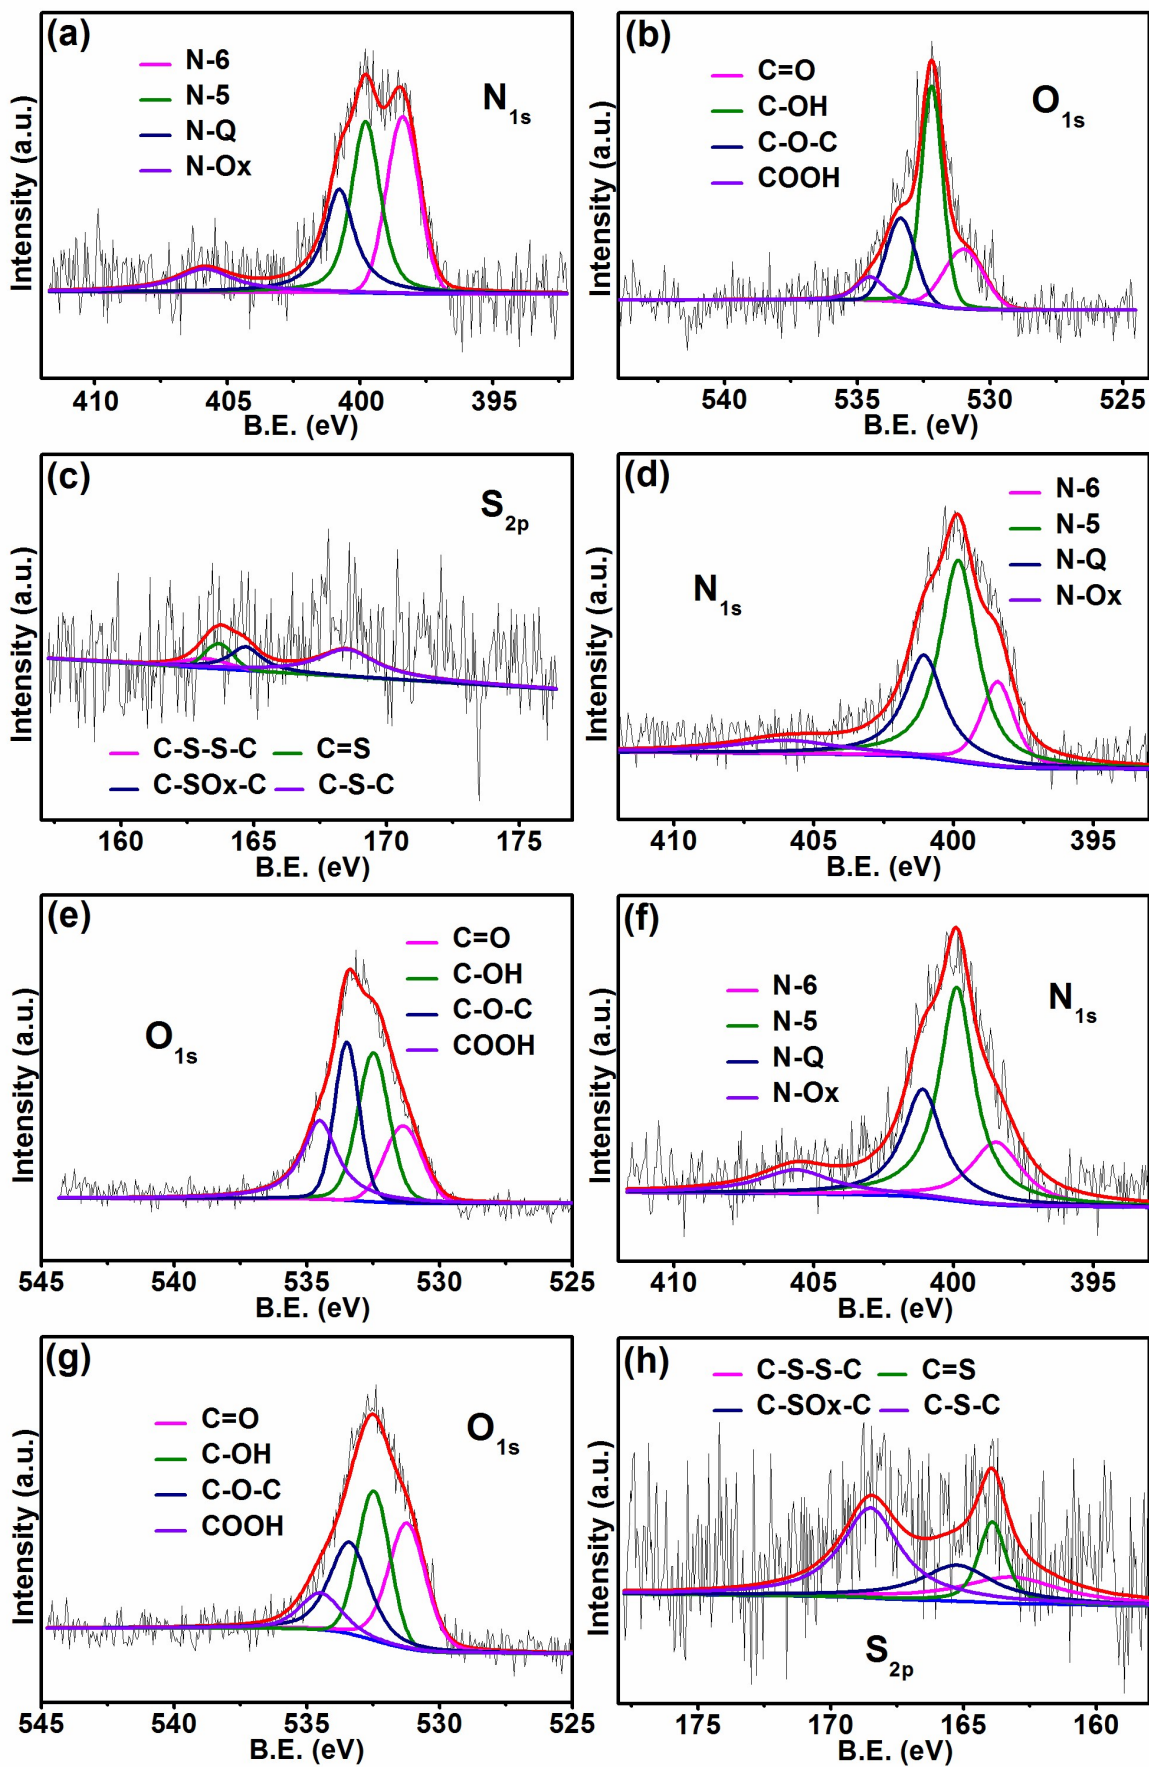 (a)
N-6
N-5
N-Q
N-Ox
N1s
Intensity (a.u.)
410 405 400 395
B.E. (eV)
(b)
C=O
C-OH
C-O-C
COOH
O1s
Intensity (a.u.)
540 535 530 525
B.E. (eV)
(c)
S2p
C-S-S-C C=S
C-SOx-C C-S-C
Intensity (a.u.)
160 165 170 175
B.E. (eV)
(d)
N-6
N-5
N-Q
N-Ox
N1s
Intensity (a.u.)
410 405 400 395
B.E. (eV)
(e)
C=O
C-OH
C-O-C
COOH
O1s
Intensity (a.u.)
545 540 535 530 525
B.E. (eV)
(f)
N-6
N-5
N-Q
N-Ox
N1s
Intensity (a.u.)
410 405 400 395
B.E. (eV)
(g)
C=O
C-OH
C-O-C
COOH
O1s
Intensity (a.u.)
545 540 535 530 525
B.E. (eV)
(h)
C-S-S-C C=S
C-SOx-C C-S-C
S2p
Intensity (a.u.)
175 170 165 160
B.E. (eV)